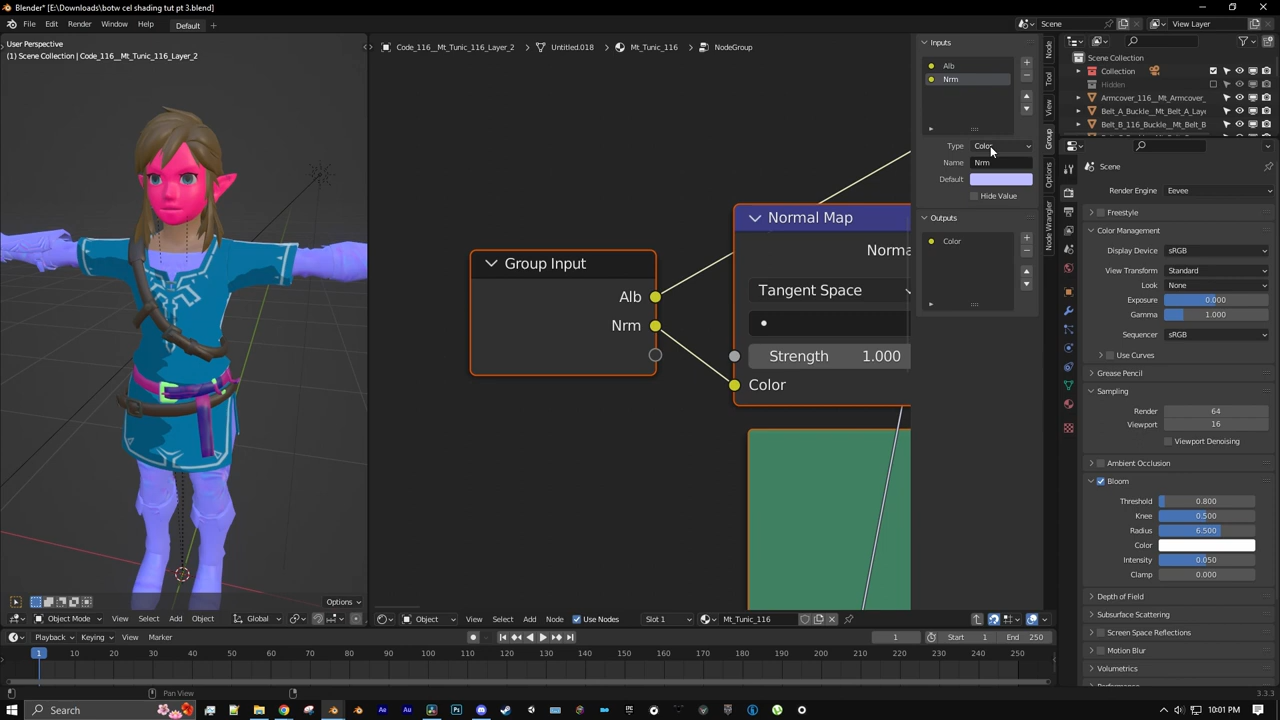 Blender* [E:\Downloads\botw cel shading tut pt 3.blend]
File Edit Render Window Help Default Scene View Layer
User Perspective
(1) Scene Collection | Code_116__Mt_Tunic_116_Layer_2
Code_116__Mt_Tunic_116_Layer_2 Untitled.018 Mt_Tunic_116 NodeGroup
Group Input
Alb
Nrm
Normal Map
Norma
Tangent Space
Strength 1.000
Color
Inputs
Alb
Nrm
Type Color
Name Nrm
Default
Hide Value
Outputs
Color
Node
Tool
View
Group
Options
Node Wrangler
Scene Collection
Collection
Hidden
Armcover_116__Mt_Armcover_
Belt_A_Buckle__Mt_Belt_A_Laye
Belt_B_116_Buckle__Mt_Belt_B
Scene
Render Engine Eevee
Freestyle
Color Management
Display Device sRGB
View Transform Standard
Look None
Exposure 0.000
Gamma 1.000
Sequencer sRGB
Use Curves
Grease Pencil
Sampling
Render 64
Viewport 16
Viewport Denoising
Ambient Occlusion
Bloom
Threshold 0.800
Knee 0.500
Radius 6.500
Color
Intensity 0.050
Clamp 0.000
Depth of Field
Subsurface Scattering
Screen Space Reflections
Motion Blur
Volumetrics
Options
Object Mode View Select Add Object Global
Object View Select Add Node Use Nodes Slot 1 Mt_Tunic_116
Playback Keying View Marker 1 Start 1 End 250
1 10 20 30 40 50 60 70 80 90 100 110 120 130 140 150 160 170 180 190 200 210 220 230 240 250
Pan View 3.3.3
Search 10:01 PM